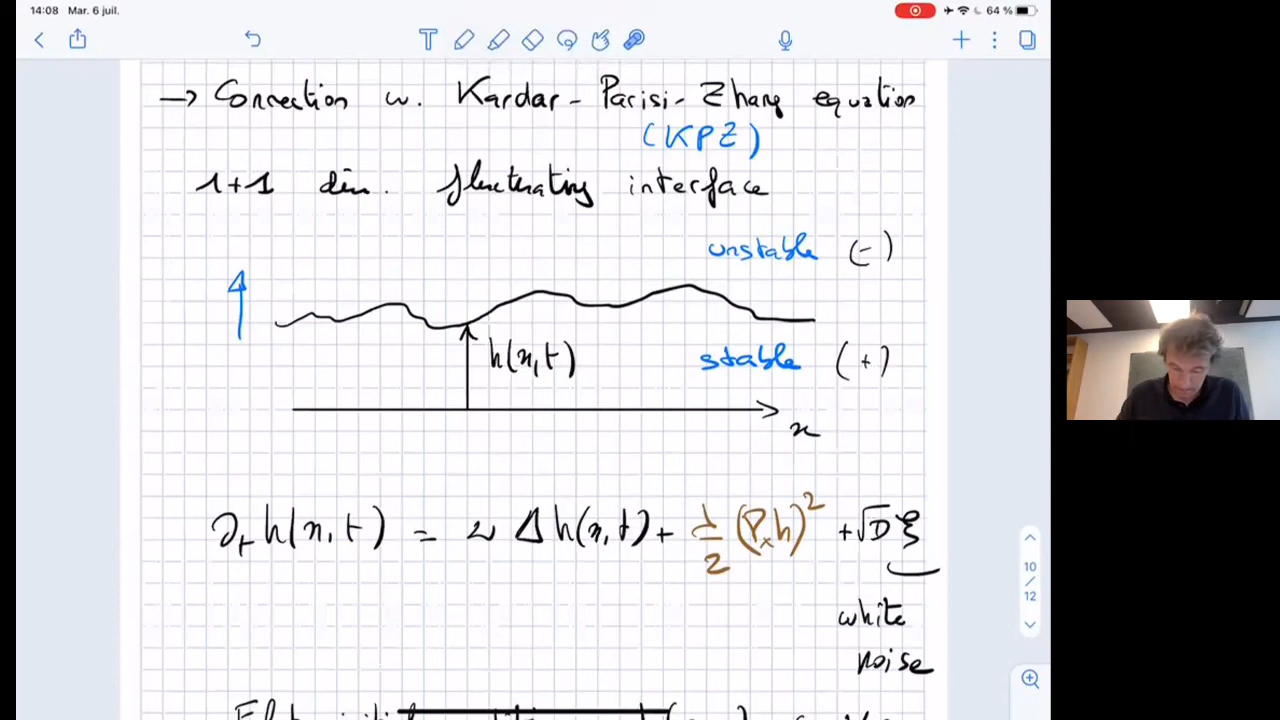 14:08 Mar. 6 juil. 64 %
→ Connection w. Kardar-Parisi-Zhang equation
(KPZ)
1+1 dim. fluctuating interface
unstable (-)
h(x,t)
stable (+)
x
∂ₜ h(x,t) = ν Δh(x,t) + λ/2 (∇ₓh)² + √D ξ
white
noise
10
/
12